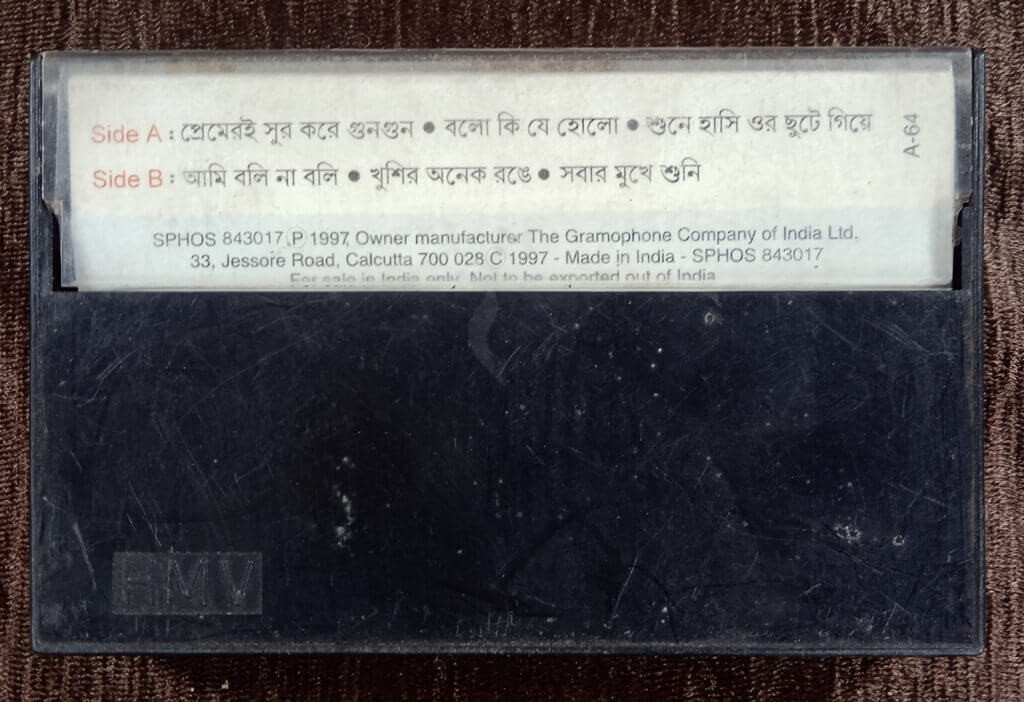 Side A : প্রেমেরই সুর করে গুনগুন ● বলো কি যে হোলো ● শুনে হাসি ওর ছুটে গিয়ে
A-64
Side B : আমি বলি না বলি ● খুশির অনেক রঙে ● সবার মুখে শুনি
SPHOS 843017 Ⓟ 1997 Owner manufacturer The Gramophone Company of India Ltd.
33, Jessore Road, Calcutta 700 028 © 1997 - Made in India - SPHOS 843017
For sale in India only. Not to be exported out of India
HMV